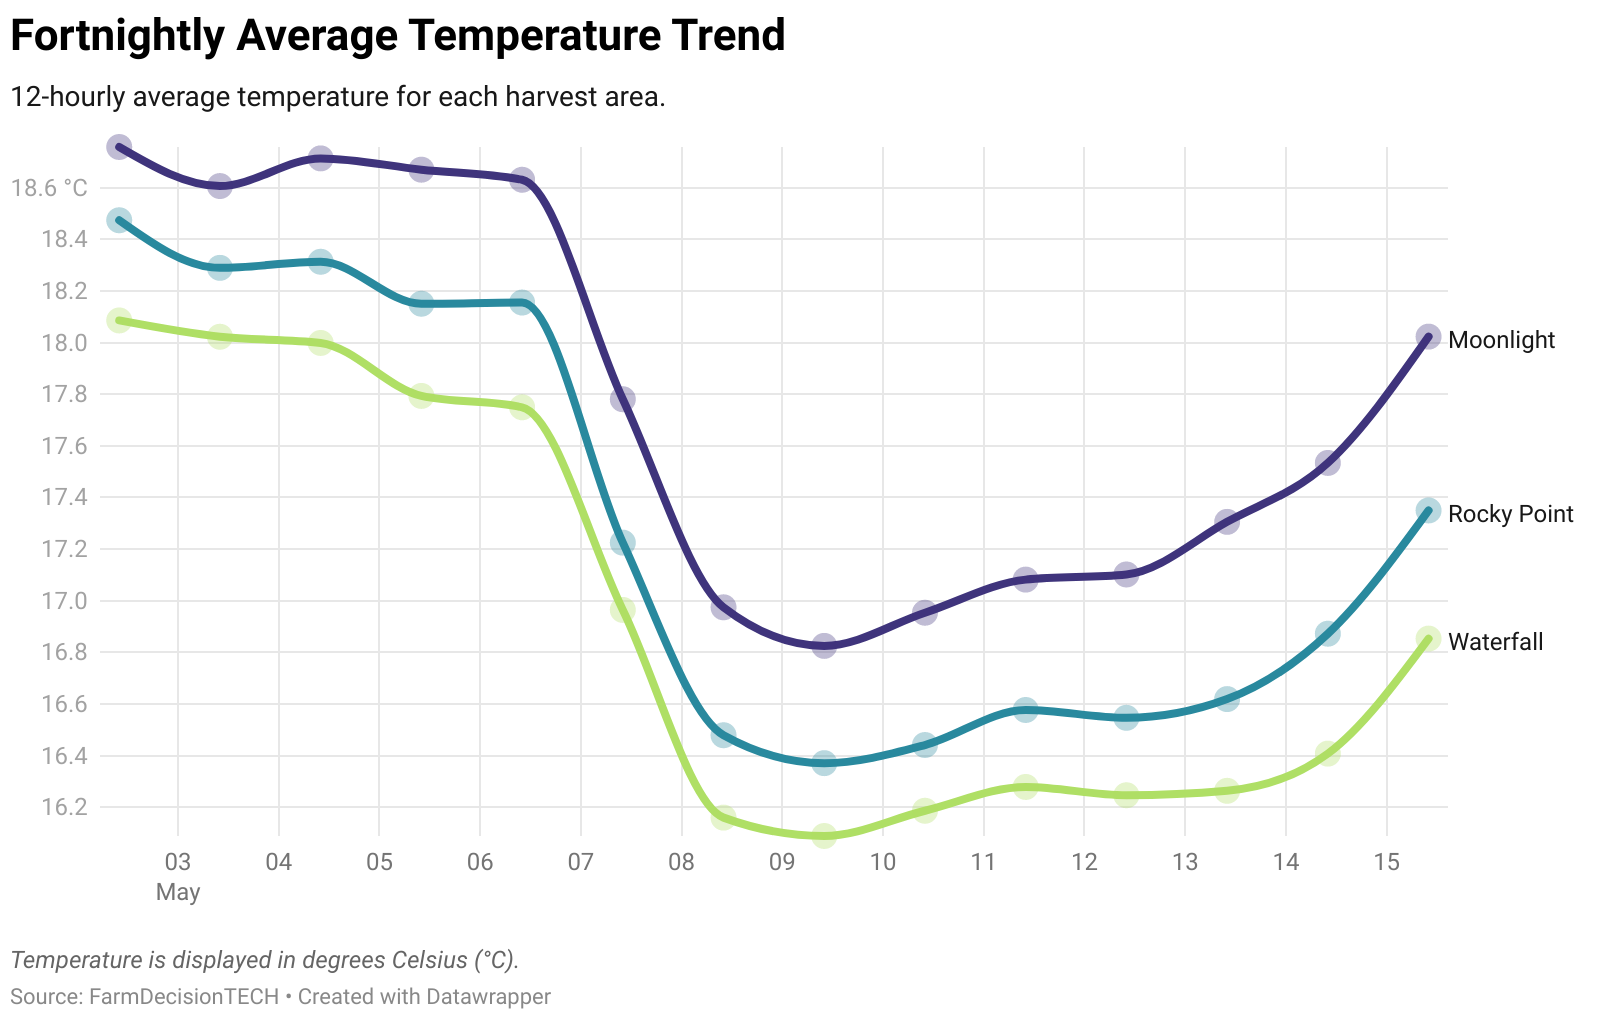 Fortnightly Average Temperature Trend
12-hourly average temperature for each harvest area.
18.6 °C
18.4
18.2
18.0
17.8
17.6
17.4
17.2
17.0
16.8
16.6
16.4
16.2
Moonlight
Rocky Point
Waterfall
03 04 05 06 07 08 09 10 11 12 13 14 15
May
Temperature is displayed in degrees Celsius (°C).
Source: FarmDecisionTECH • Created with Datawrapper